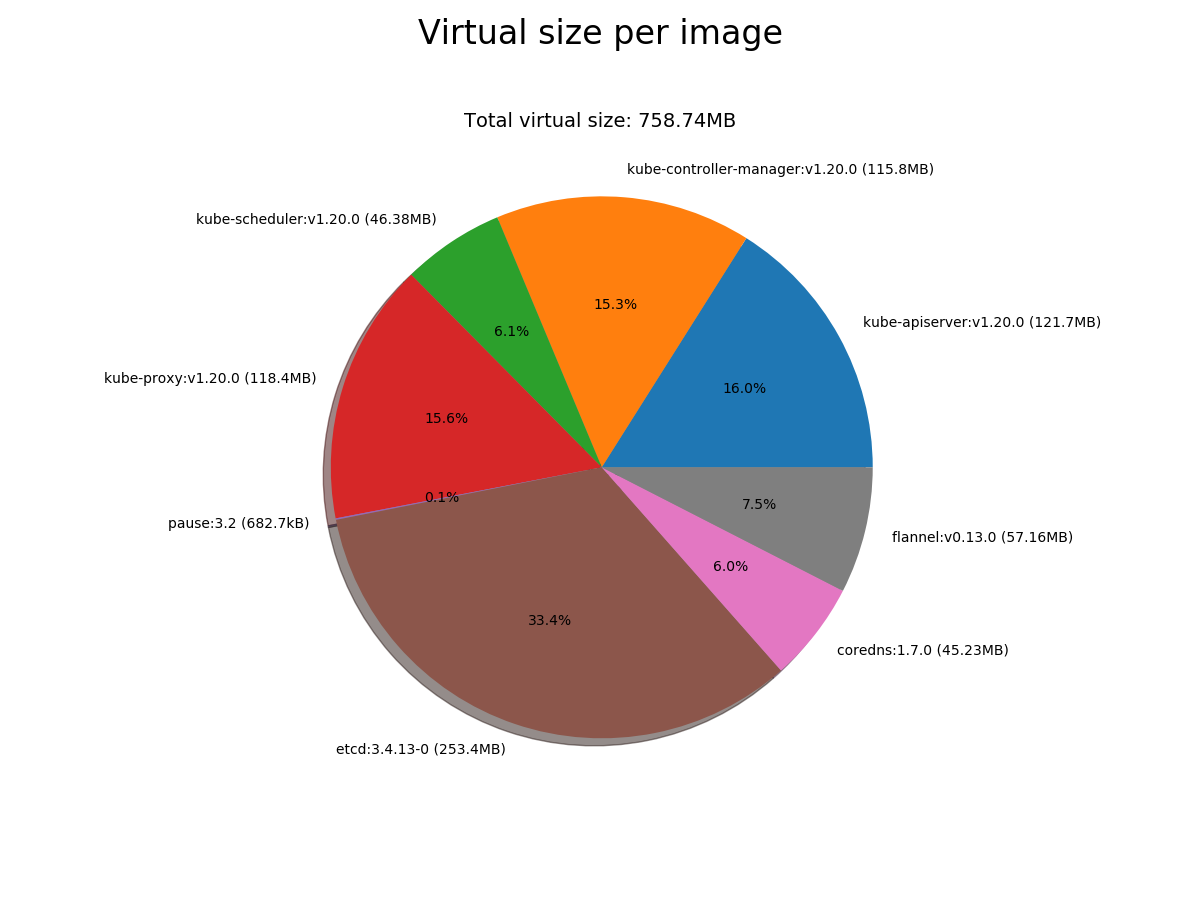 Virtual size per image
Total virtual size: 758.74MB
kube-controller-manager:v1.20.0 (115.8MB)
kube-scheduler:v1.20.0 (46.38MB)
15.3%
kube-apiserver:v1.20.0 (121.7MB)
6.1%
kube-proxy:v1.20.0 (118.4MB)
16.0%
15.6%
0.1%
7.5%
pause:3.2 (682.7kB)
flannel:v0.13.0 (57.16MB)
6.0%
33.4%
coredns:1.7.0 (45.23MB)
etcd:3.4.13-0 (253.4MB)